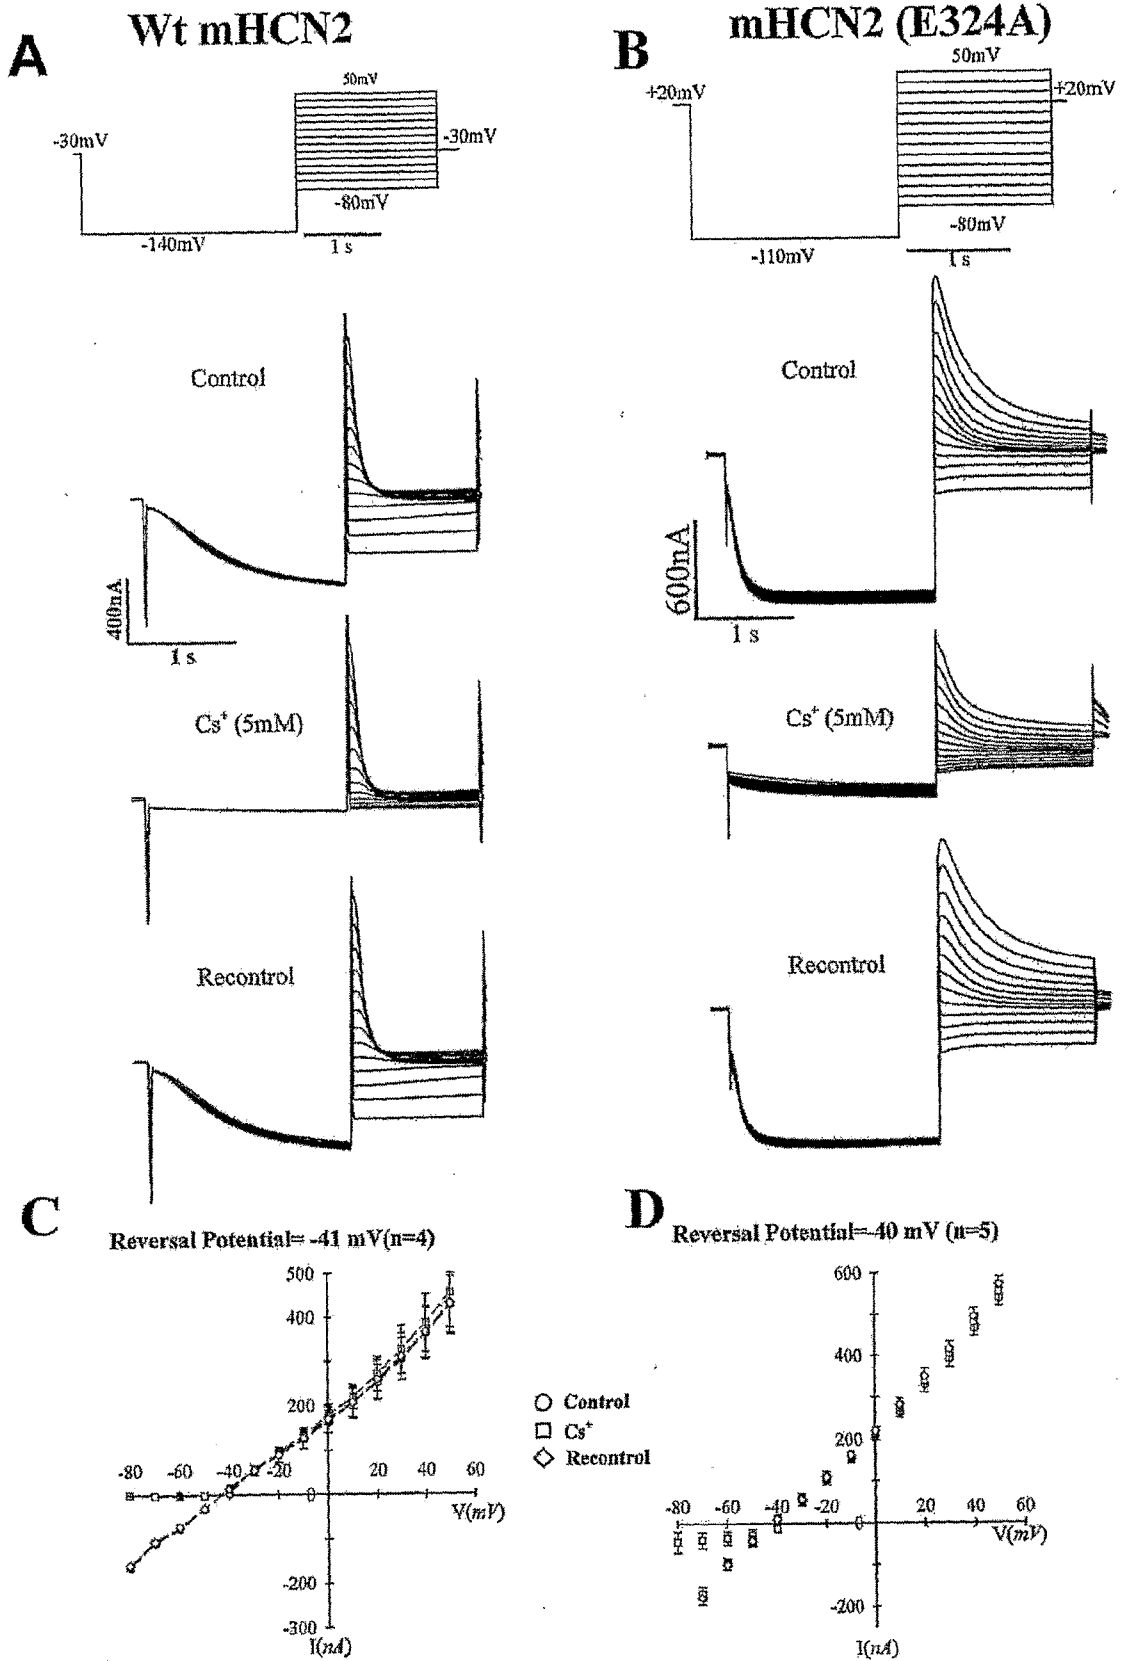 A
Wt mHCN2
50mV
-30mV
-30mV
-80mV
-140mV
1 s
Control
400nA
1 s
Cs⁺ (5mM)
Recontrol
B
mHCN2 (E324A)
50mV
+20mV
+20mV
-80mV
-110mV
1 s
Control
600nA
1 s
Cs⁺ (5mM)
Recontrol
C
Reversal Potential= -41 mV(n=4)
500
400
200
-80 -60 -40 -20 0 20 40 60
V(mV)
-200
-300
I(nA)
Control
Cs⁺
Recontrol
D
Reversal Potential=-40 mV (n=5)
600
400
200
-80 -60 -40 -20 0 20 40 60
V(mV)
-200
I(nA)